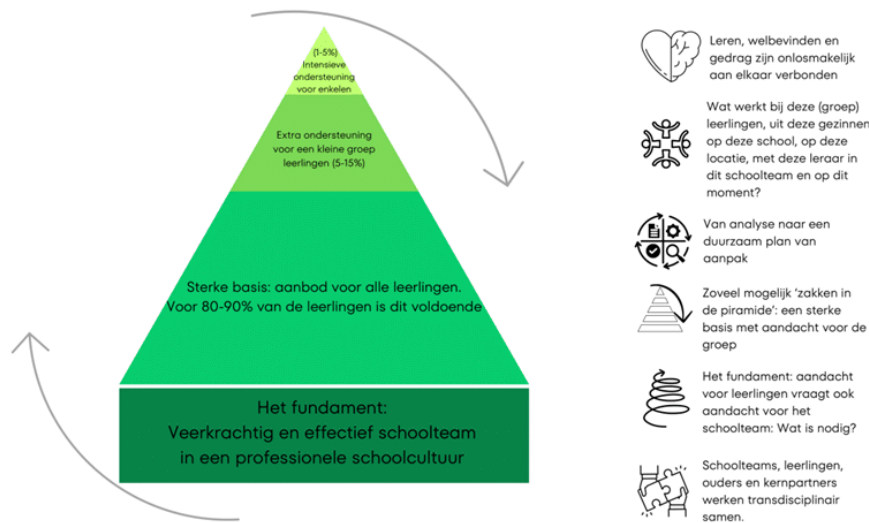 (1-5%)
Intensieve
ondersteuning
voor enkelen
Extra ondersteuning
voor een kleine groep
leerlingen (5-15%)
Sterke basis: aanbod voor alle leerlingen.
Voor 80-90% van de leerlingen is dit voldoende
Het fundament:
Veerkrachtig en effectief schoolteam
in een professionele schoolcultuur
Leren, welbevinden en
gedrag zijn onlosmakelijk
aan elkaar verbonden
Wat werkt bij deze (groep)
leerlingen, uit deze gezinnen
op deze school, op deze
locatie, met deze leraar in
dit schoolteam en op dit
moment?
Van analyse naar een
duurzaam plan van
aanpak
Zoveel mogelijk ‘zakken in
de piramide’: een sterke
basis met aandacht voor de
groep
Het fundament: aandacht
voor leerlingen vraagt ook
aandacht voor het
schoolteam: Wat is nodig?
Schoolteams, leerlingen,
ouders en kernpartners
werken transdisciplinair
samen.